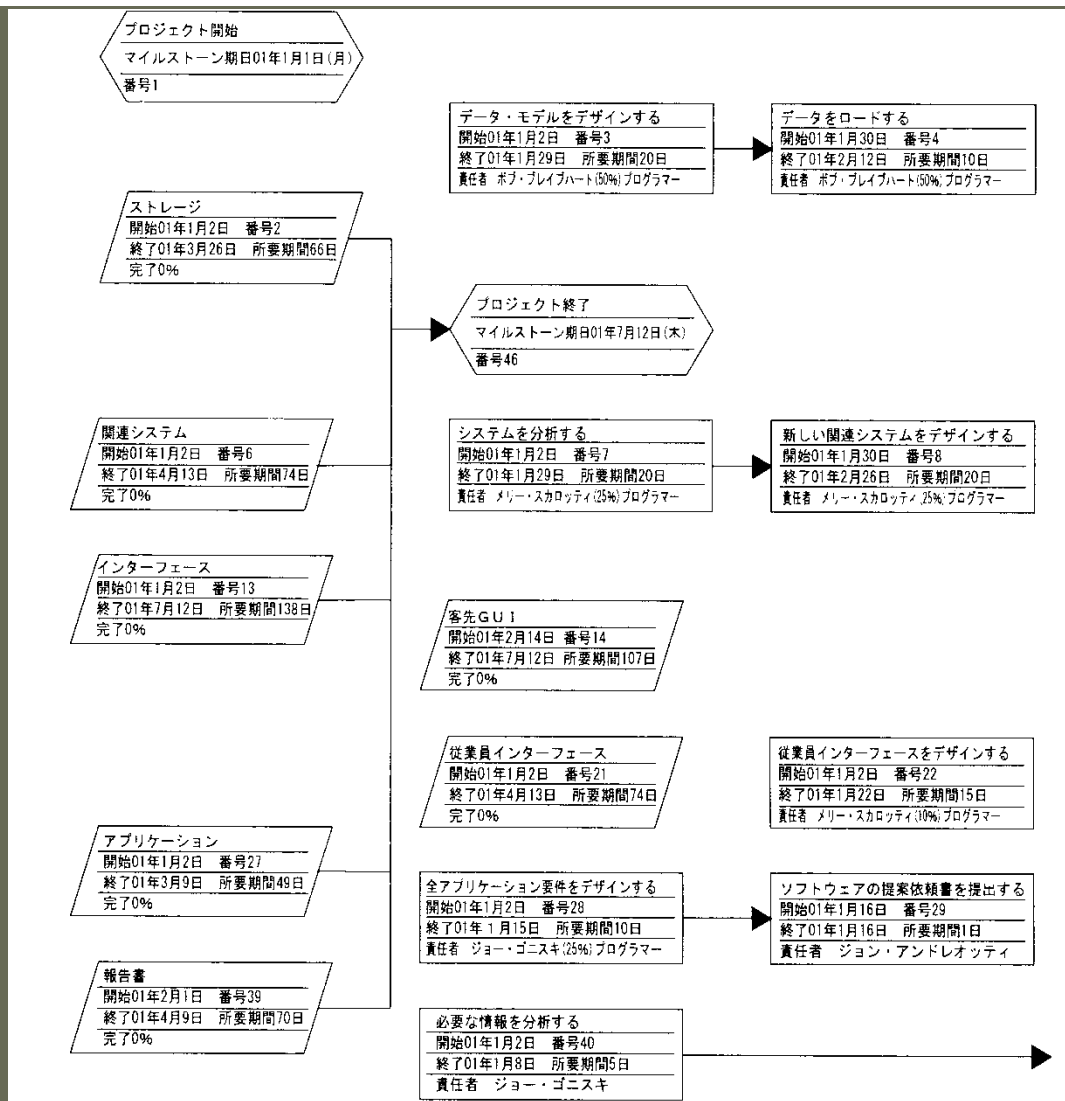 プロジェクト開始
マイルストーン期日01年1月1日(月)
番号1
データ・モデルをデザインする
開始01年1月2日 番号3
終了01年1月29日 所要期間20日
責任者 ボブ・ブレイブハート(50%)プログラマー
データをロードする
開始01年1月30日 番号4
終了01年2月12日 所要期間10日
責任者 ボブ・ブレイブハート(50%)プログラマー
ストレージ
開始01年1月2日 番号2
終了01年3月26日 所要期間66日
完了0%
プロジェクト終了
マイルストーン期日01年7月12日(木)
番号46
関連システム
開始01年1月2日 番号6
終了01年4月13日 所要期間74日
完了0%
システムを分析する
開始01年1月2日 番号7
終了01年1月29日 所要期間20日
責任者 メリー・スカロッティ(25%)プログラマー
新しい関連システムをデザインする
開始01年1月30日 番号8
終了01年2月26日 所要期間20日
責任者 メリー・スカロッティ(25%)プログラマー
インターフェース
開始01年1月2日 番号13
終了01年7月12日 所要期間138日
完了0%
客先GUI
開始01年2月14日 番号14
終了01年7月12日 所要期間107日
完了0%
従業員インターフェース
開始01年1月2日 番号21
終了01年4月13日 所要期間74日
完了0%
従業員インターフェースをデザインする
開始01年1月2日 番号22
終了01年1月22日 所要期間15日
責任者 メリー・スカロッティ(10%)プログラマー
アプリケーション
開始01年1月2日 番号27
終了01年3月9日 所要期間49日
完了0%
全アプリケーション要件をデザインする
開始01年1月2日 番号28
終了01年1月15日 所要期間10日
責任者 ジョー・ゴニスキ(25%)プログラマー
ソフトウェアの提案依頼書を提出する
開始01年1月16日 番号29
終了01年1月16日 所要期間1日
責任者 ジョン・アンドレオッティ
報告書
開始01年2月1日 番号39
終了01年4月9日 所要期間70日
完了0%
必要な情報を分析する
開始01年1月2日 番号40
終了01年1月8日 所要期間5日
責任者 ジョー・ゴニスキ